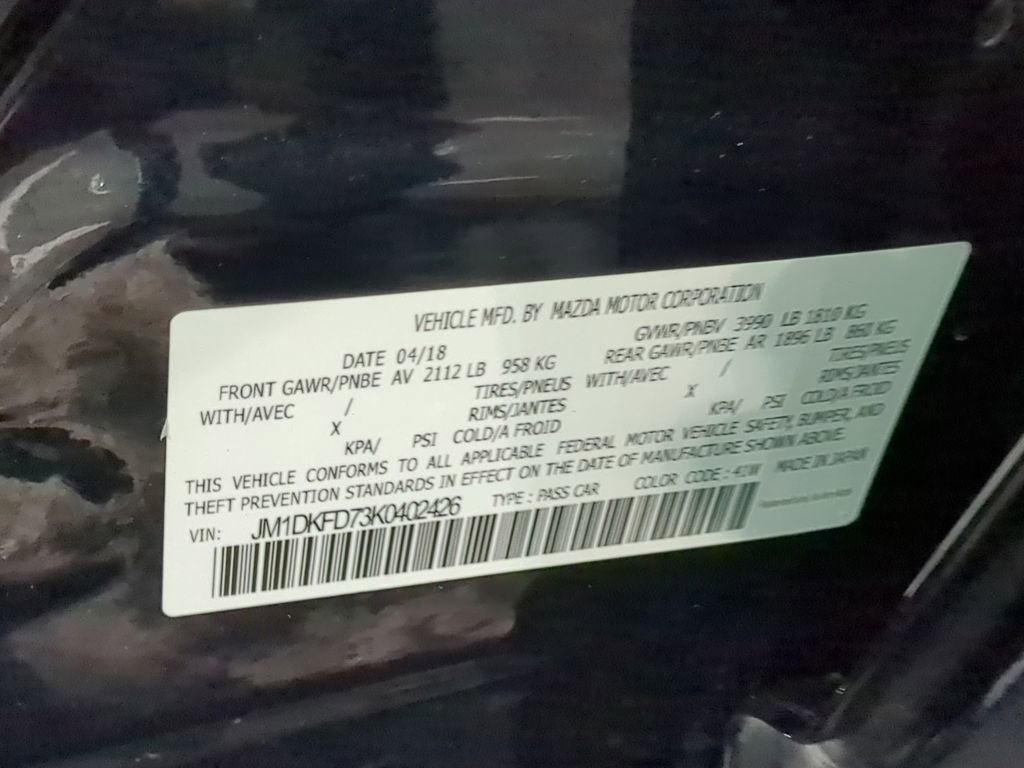 VEHICLE MFD. BY MAZDA MOTOR CORPORATION
DATE 04/18 GVWR/PNBV 3990 LB 1810 KG
FRONT GAWR/PNBE AV 2112 LB 958 KG REAR GAWR/PNBE AR 1896 LB 860 KG
WITH/AVEC / TIRES/PNEUS WITH/AVEC / TIRES/PNEUS
X RIMS/JANTES X RIMS/JANTES
KPA/ PSI COLD/A FROID KPA/ PSI COLD/A FROID
THIS VEHICLE CONFORMS TO ALL APPLICABLE FEDERAL MOTOR VEHICLE SAFETY, BUMPER, AND
THEFT PREVENTION STANDARDS IN EFFECT ON THE DATE OF MANUFACTURE SHOWN ABOVE.
VIN: JM1DKFD73K0402426 TYPE : PASS CAR COLOR CODE : 41W MADE IN JAPAN